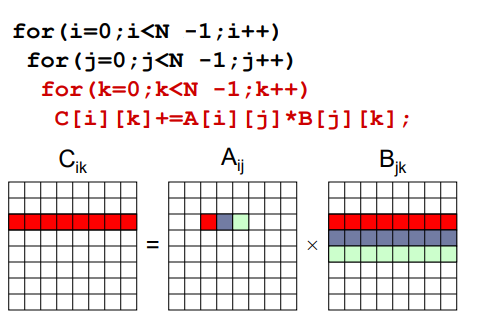 for(i=0;i<N -1;i++)
for(j=0;j<N -1;j++)
for(k=0;k<N -1;k++)
C[i][k]+=A[i][j]*B[j][k];
Cik Aij Bjk
= ×